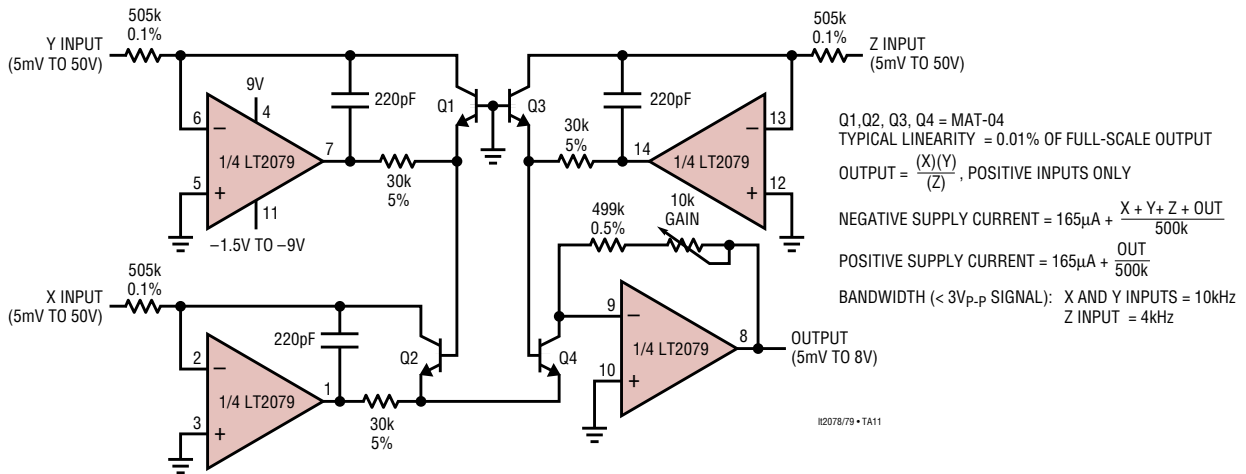 505k
0.1%
Y INPUT
(5mV TO 50V)
9V
4
6
−
1/4 LT2079
7
5
+
11
−1.5V TO −9V
220pF
30k
5%
Q1
Q3
505k
0.1%
Z INPUT
(5mV TO 50V)
220pF
30k
5%
14
13
−
1/4 LT2079
12
+
505k
0.1%
X INPUT
(5mV TO 50V)
2
−
1/4 LT2079
1
3
+
220pF
30k
5%
Q2
Q4
499k
0.5%
10k
GAIN
9
−
1/4 LT2079
8
10
+
OUTPUT
(5mV TO 8V)
Q1,Q2, Q3, Q4 = MAT-04
TYPICAL LINEARITY = 0.01% OF FULL-SCALE OUTPUT
OUTPUT = (X)(Y)/(Z) , POSITIVE INPUTS ONLY
NEGATIVE SUPPLY CURRENT = 165µA + X + Y+ Z + OUT/500k
POSITIVE SUPPLY CURRENT = 165µA + OUT/500k
BANDWIDTH (< 3VP-P SIGNAL): X AND Y INPUTS = 10kHz
Z INPUT = 4kHz
lt2078/79 • TA11